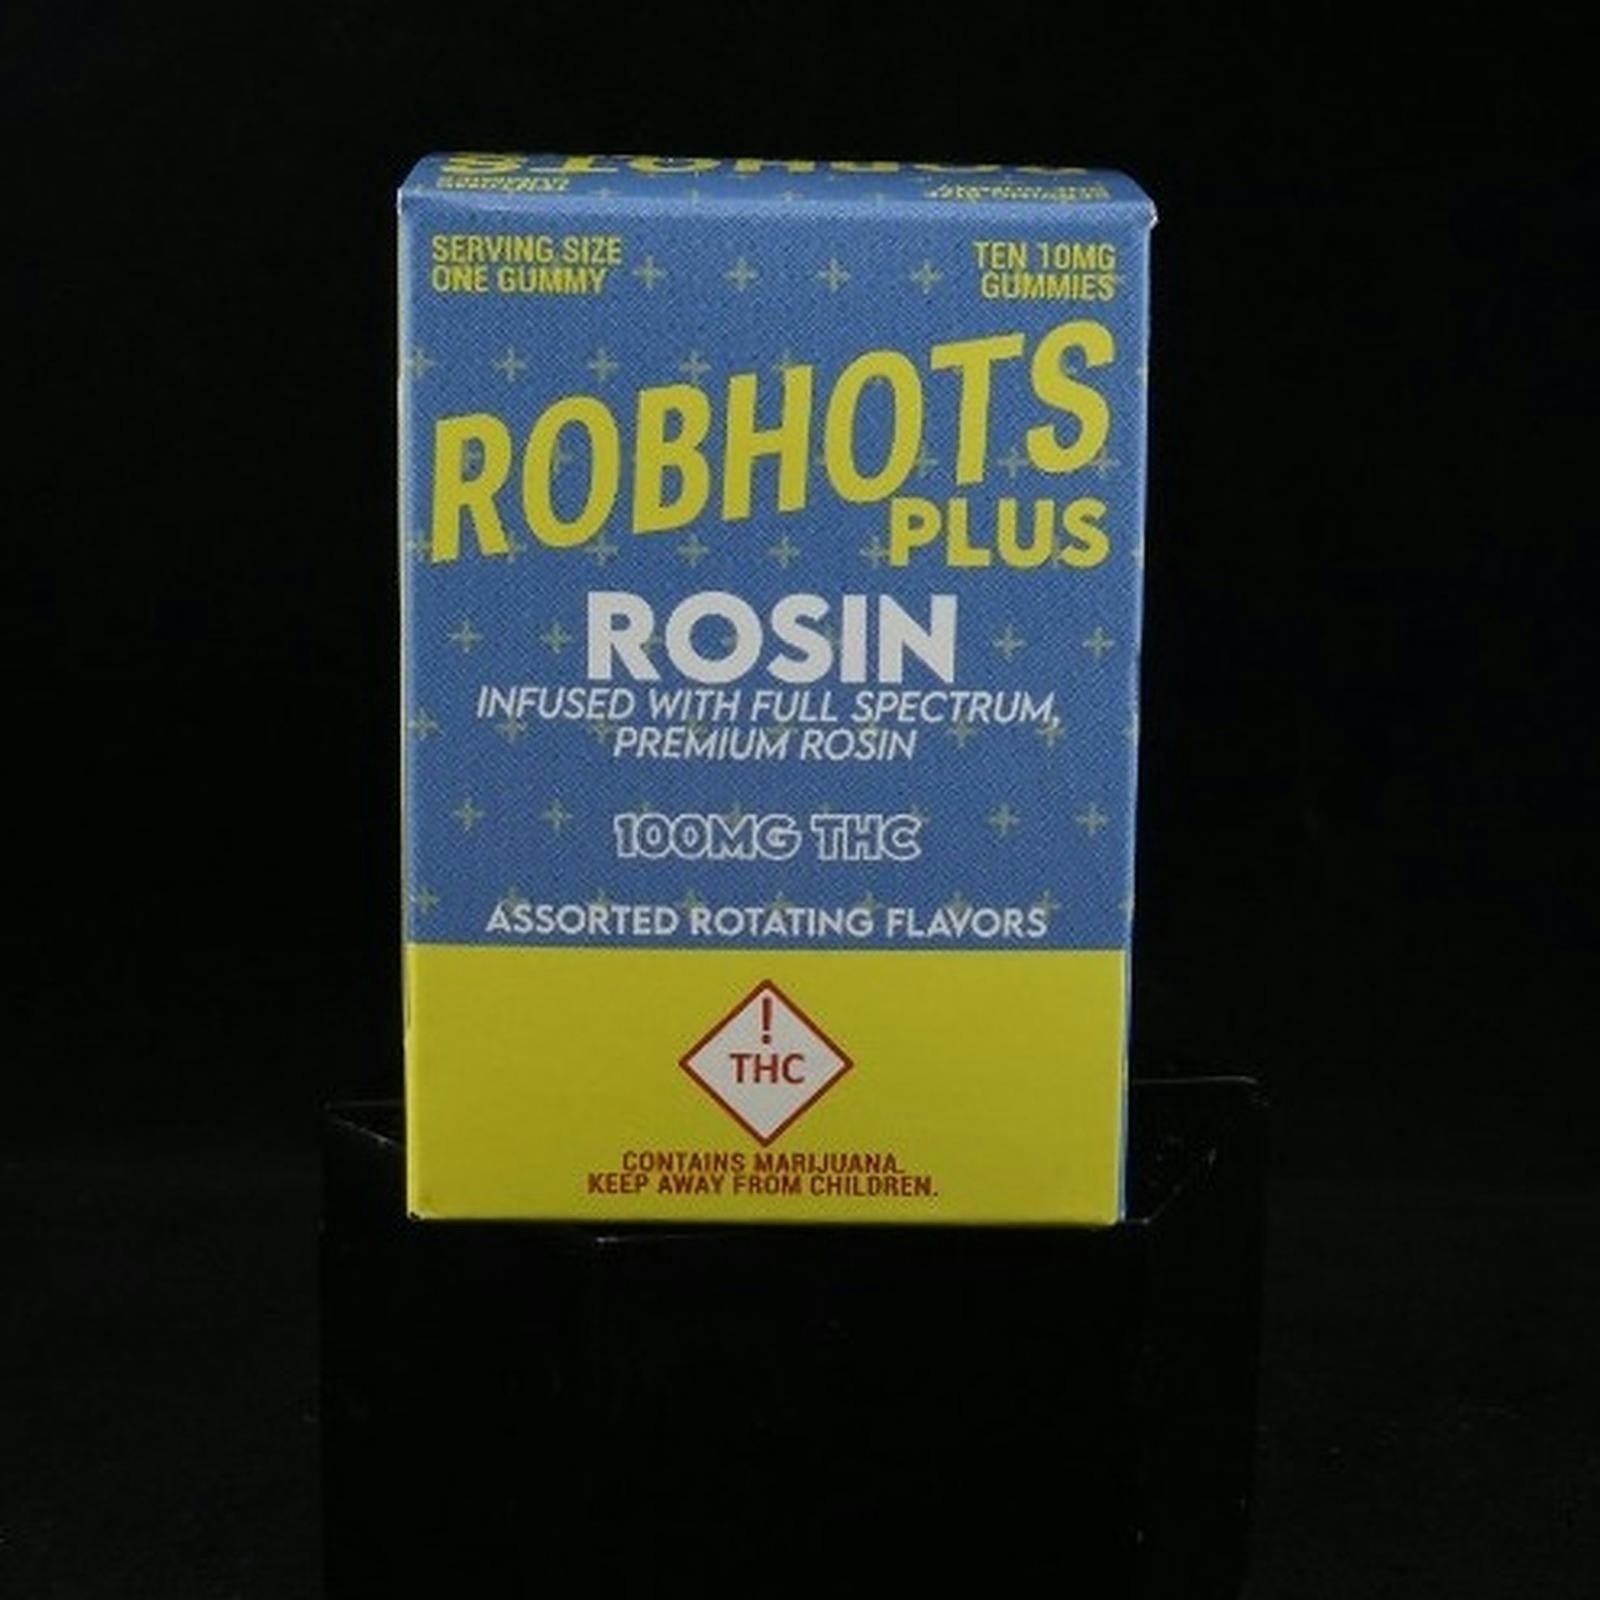 SERVING SIZE
ONE GUMMY
TEN 10MG
GUMMIES
ROBHOTS
PLUS
ROSIN
INFUSED WITH FULL SPECTRUM,
PREMIUM ROSIN
100MG THC
ASSORTED ROTATING FLAVORS
!
THC
CONTAINS MARIJUANA.
KEEP AWAY FROM CHILDREN.